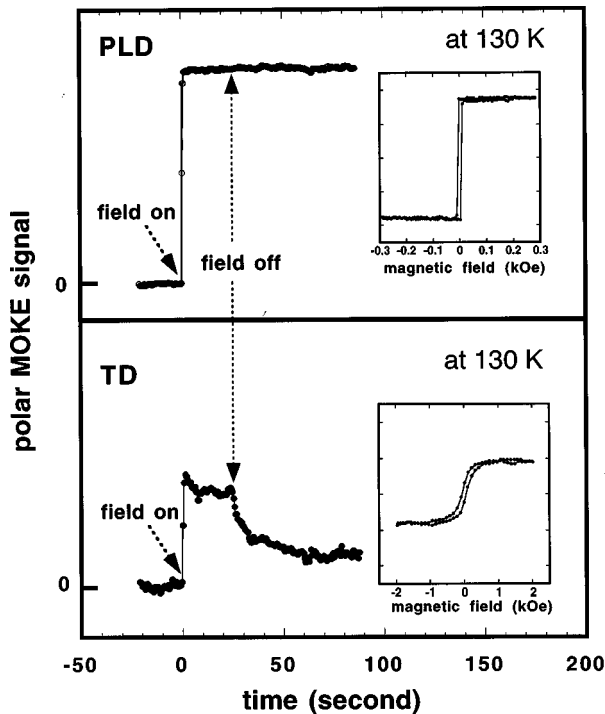 PLD
at 130 K
field on
field off
0
-0.3 -0.2 -0.1 0 0.1 0.2 0.3
magnetic field (kOe)
polar MOKE signal
TD
at 130 K
field on
0
-2 -1 0 1 2
magnetic field (kOe)
-50 0 50 100 150 200
time (second)